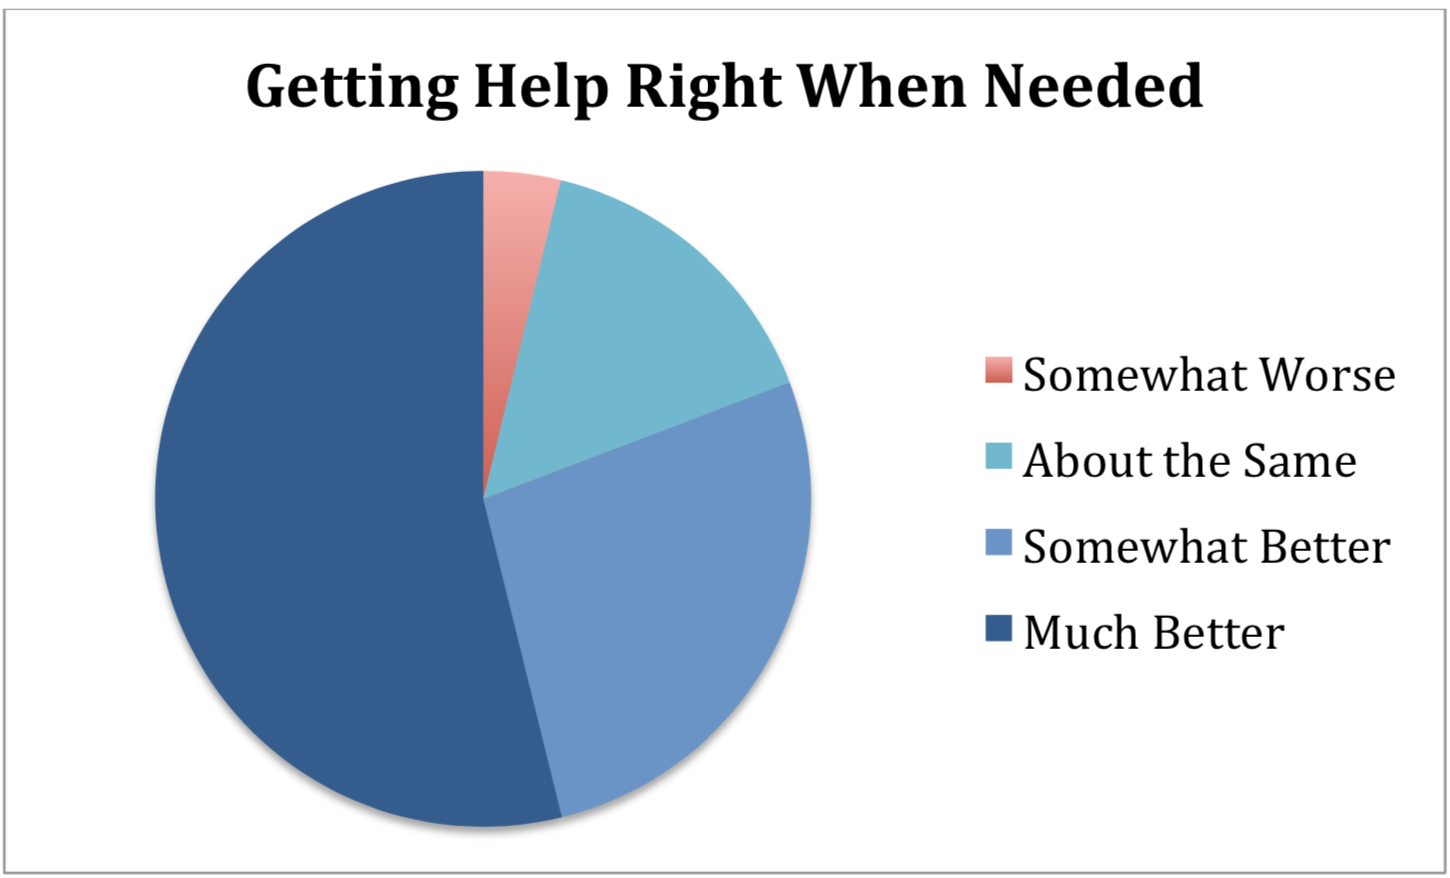 Getting Help Right When Needed
Somewhat Worse
About the Same
Somewhat Better
Much Better